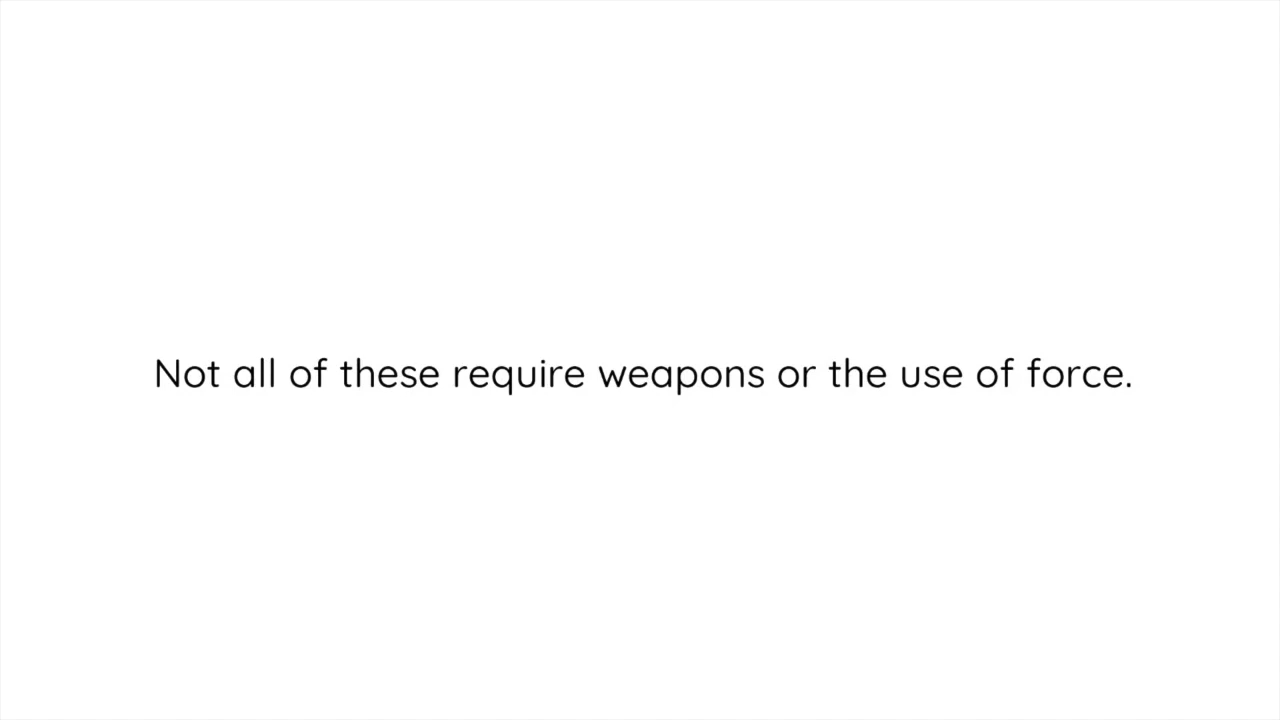 Not all of these require weapons or the use of force.